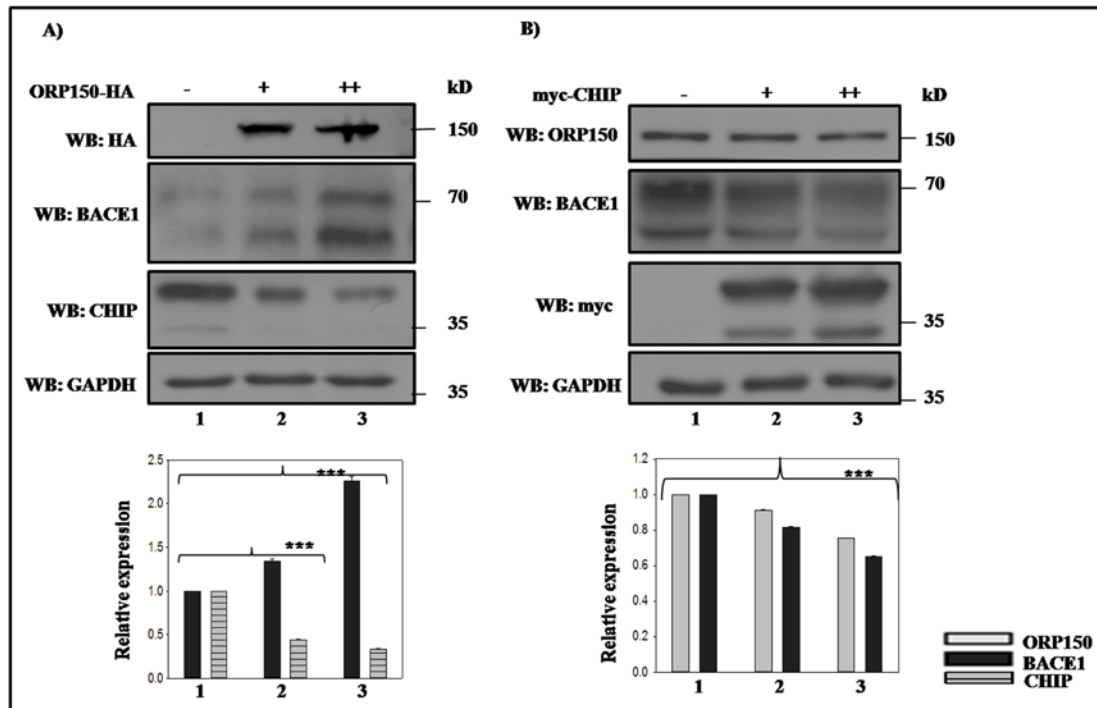 A)
ORP150-HA - + ++ kD
WB: HA 150
WB: BACE1 70
WB: CHIP 35
WB: GAPDH 35
1 2 3
Relative expression
2.5
2.0
1.5
1.0
0.5
0.0
***
***
1 2 3
B)
myc-CHIP - + ++ kD
WB: ORP150 150
WB: BACE1 70
WB: myc 35
WB: GAPDH 35
1 2 3
Relative expression
1.2
1.0
0.8
0.6
0.4
0.2
0.0
***
1 2 3
ORP150
BACE1
CHIP